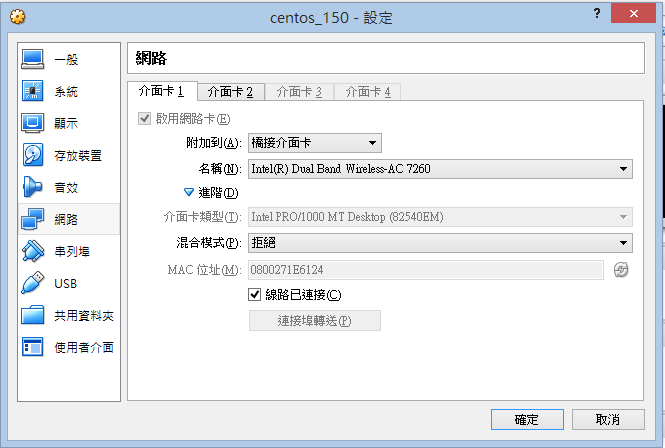 centos_150 - 設定
?
一般
系統
顯示
存放裝置
音效
網路
串列埠
USB
共用資料夾
使用者介面
網路
介面卡 1 介面卡 2 介面卡 3 介面卡 4
啟用網路卡(E)
附加到(A): 橋接介面卡
名稱(N): Intel(R) Dual Band Wireless-AC 7260
進階(D)
介面卡類型(T): Intel PRO/1000 MT Desktop (82540EM)
混合模式(P): 拒絕
MAC 位址(M): 0800271E6124
線路已連接(C)
連接埠轉送(P)
確定 取消